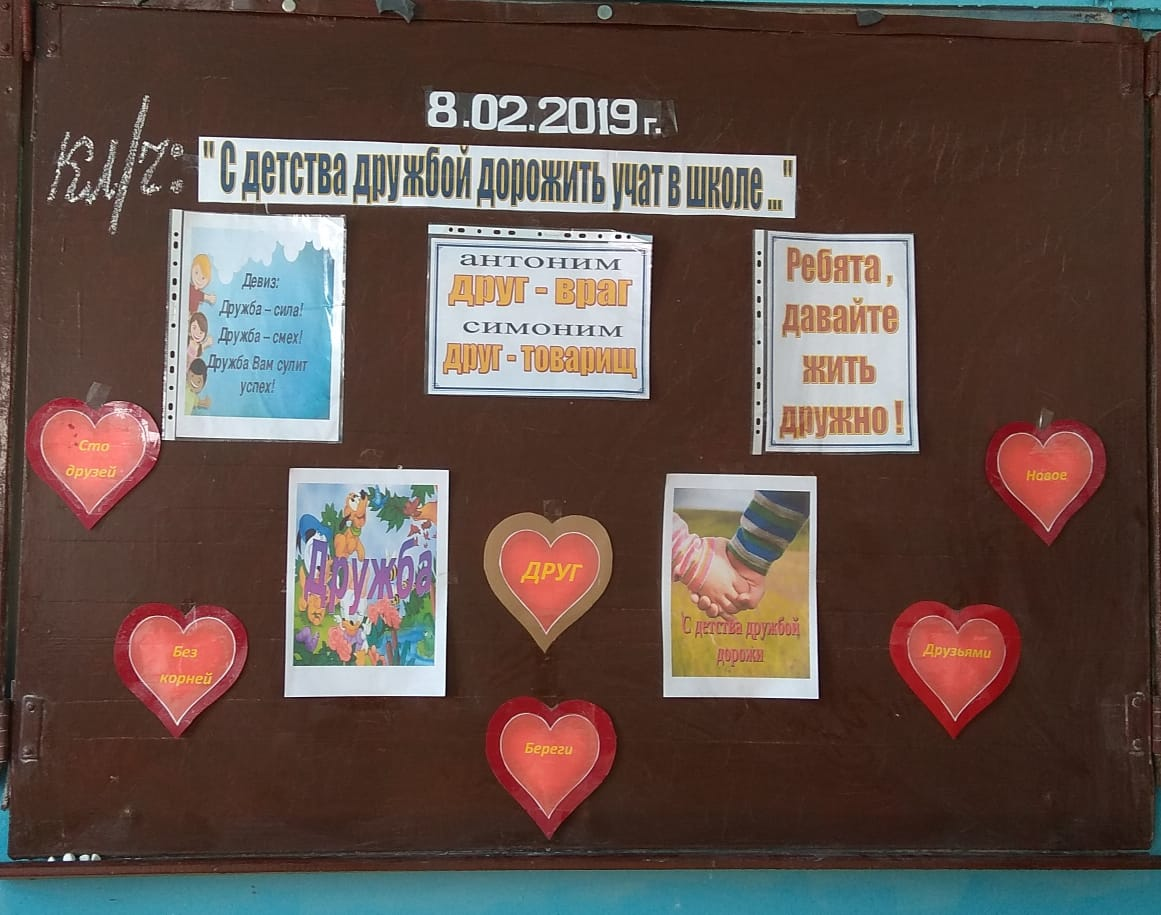 8.02.2019г.
Кл/ч: "С детства дружбой дорожить учат в школе..."
Девиз:
Дружба – сила!
Дружба – смех!
Дружба Вам сулит
успех!
антоним
друг - враг
симоним
друг - товарищ
Ребята ,
давайте
жить
дружно !
Сто
друзей
Новое
Дружба
ДРУГ
"С детства дружбой
дорожи
Без
корней
Друзьями
Береги